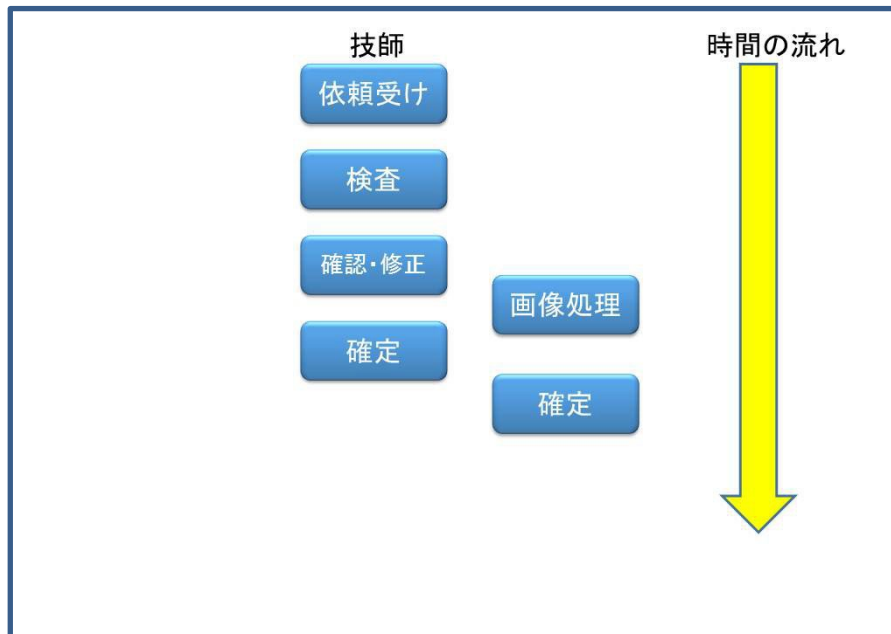 技師
時間の流れ
依頼受け
検査
確認・修正
画像処理
確定
確定